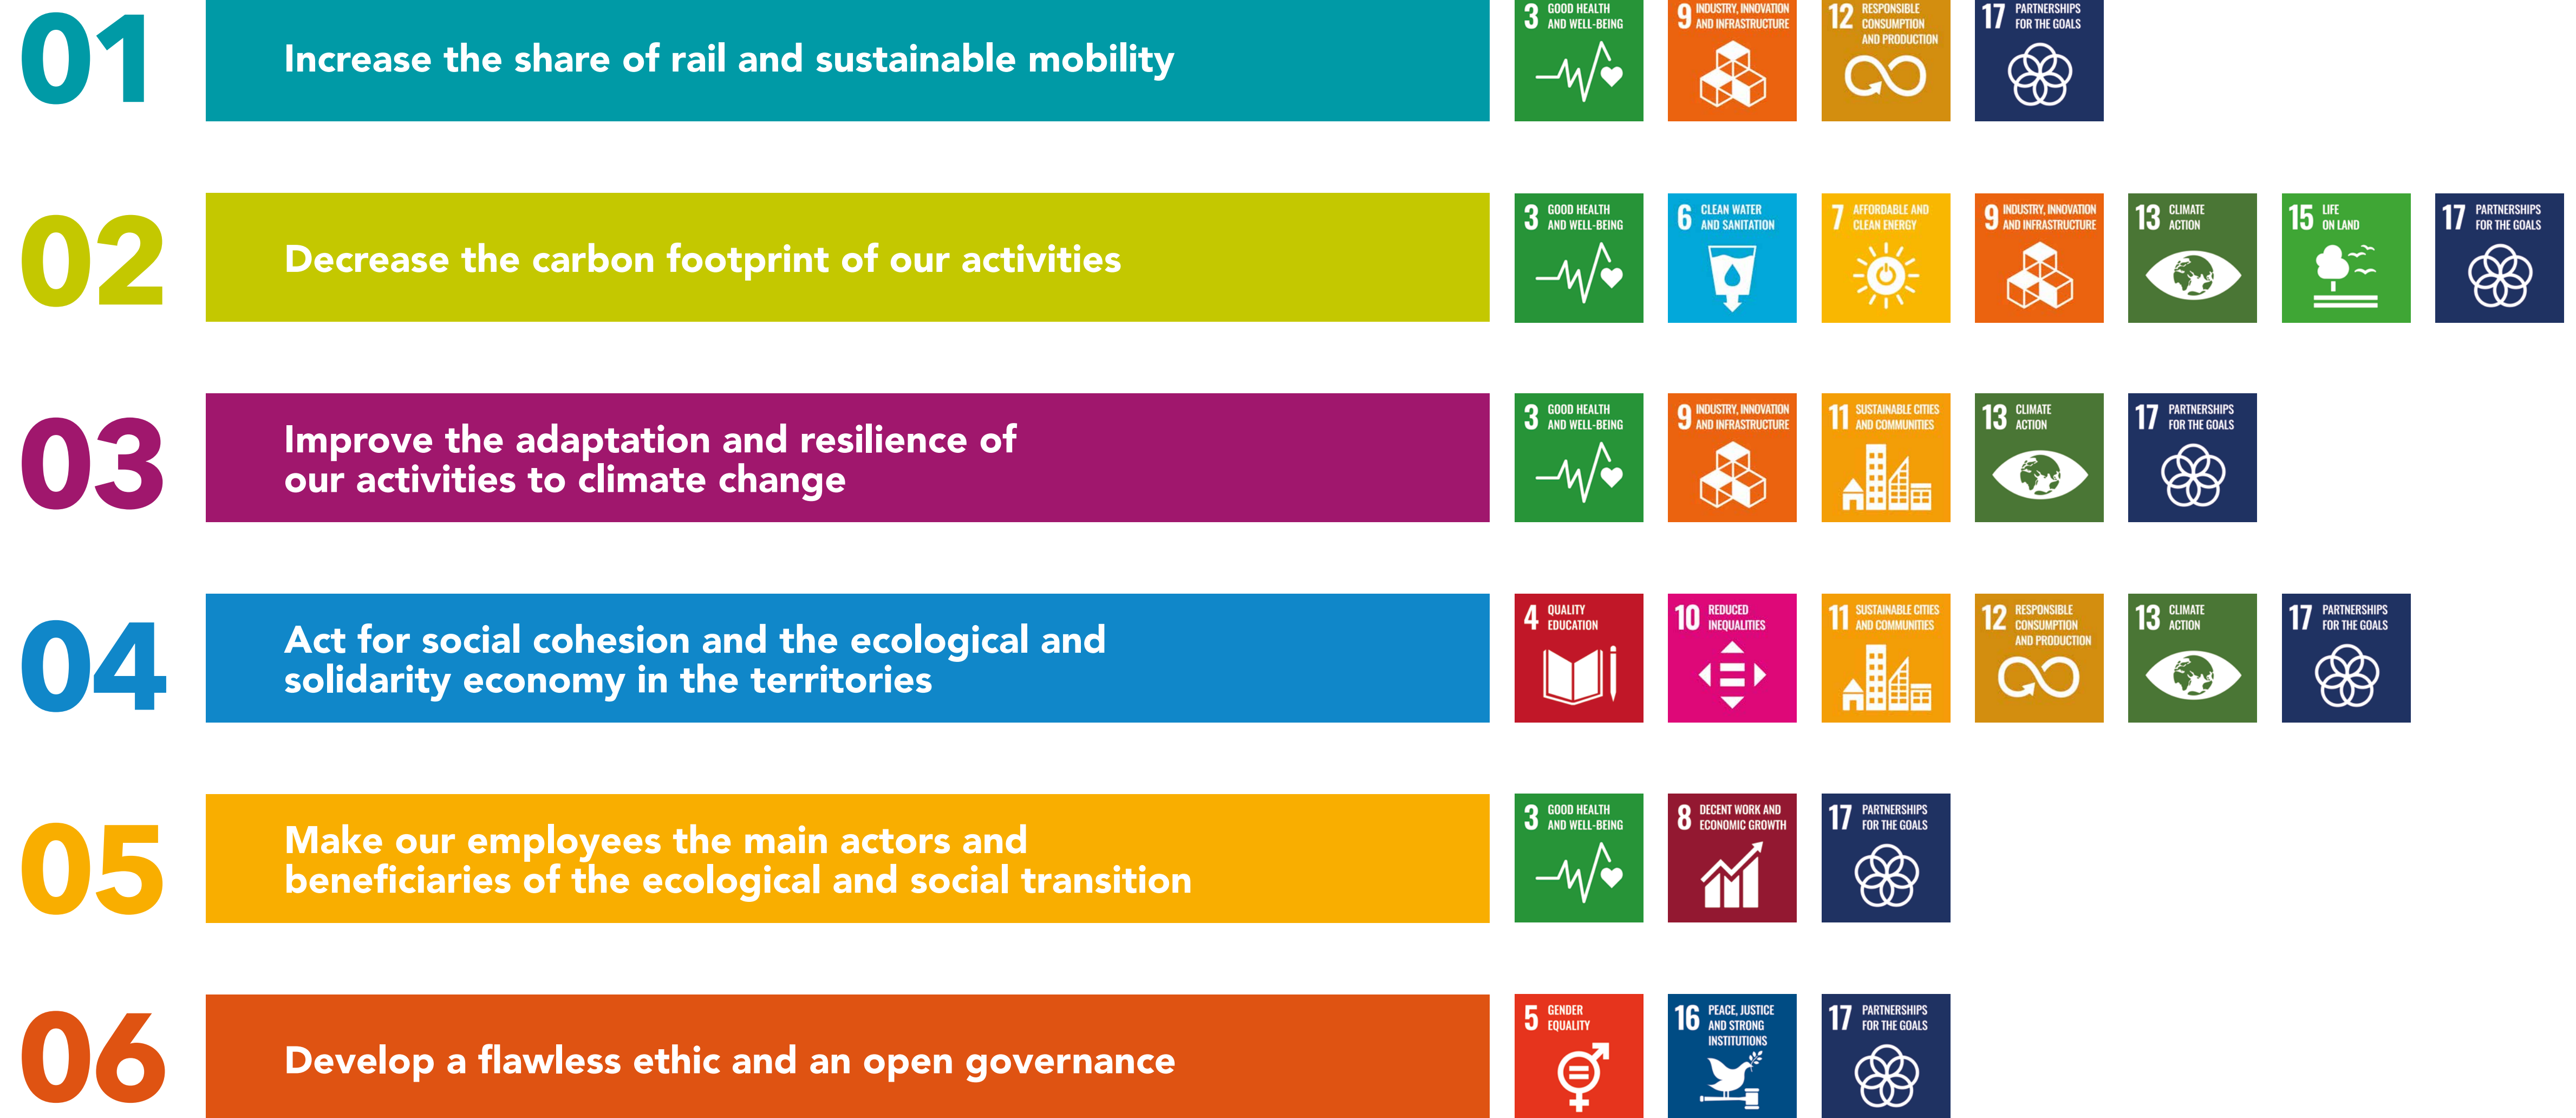 01
Increase the share of rail and sustainable mobility
3 GOOD HEALTH
AND WELL-BEING
9 INDUSTRY, INNOVATION
AND INFRASTRUCTURE
12 RESPONSIBLE
CONSUMPTION
AND PRODUCTION
17 PARTNERSHIPS
FOR THE GOALS
02
Decrease the carbon footprint of our activities
3 GOOD HEALTH
AND WELL-BEING
6 CLEAN WATER
AND SANITATION
7 AFFORDABLE AND
CLEAN ENERGY
9 INDUSTRY, INNOVATION
AND INFRASTRUCTURE
13 CLIMATE
ACTION
15 LIFE
ON LAND
17 PARTNERSHIPS
FOR THE GOALS
03
Improve the adaptation and resilience of
our activities to climate change
3 GOOD HEALTH
AND WELL-BEING
9 INDUSTRY, INNOVATION
AND INFRASTRUCTURE
11 SUSTAINABLE CITIES
AND COMMUNITIES
13 CLIMATE
ACTION
17 PARTNERSHIPS
FOR THE GOALS
04
Act for social cohesion and the ecological and
solidarity economy in the territories
4 QUALITY
EDUCATION
10 REDUCED
INEQUALITIES
11 SUSTAINABLE CITIES
AND COMMUNITIES
12 RESPONSIBLE
CONSUMPTION
AND PRODUCTION
13 CLIMATE
ACTION
17 PARTNERSHIPS
FOR THE GOALS
05
Make our employees the main actors and
beneficiaries of the ecological and social transition
3 GOOD HEALTH
AND WELL-BEING
8 DECENT WORK AND
ECONOMIC GROWTH
17 PARTNERSHIPS
FOR THE GOALS
06
Develop a flawless ethic and an open governance
5 GENDER
EQUALITY
16 PEACE, JUSTICE
AND STRONG
INSTITUTIONS
17 PARTNERSHIPS
FOR THE GOALS